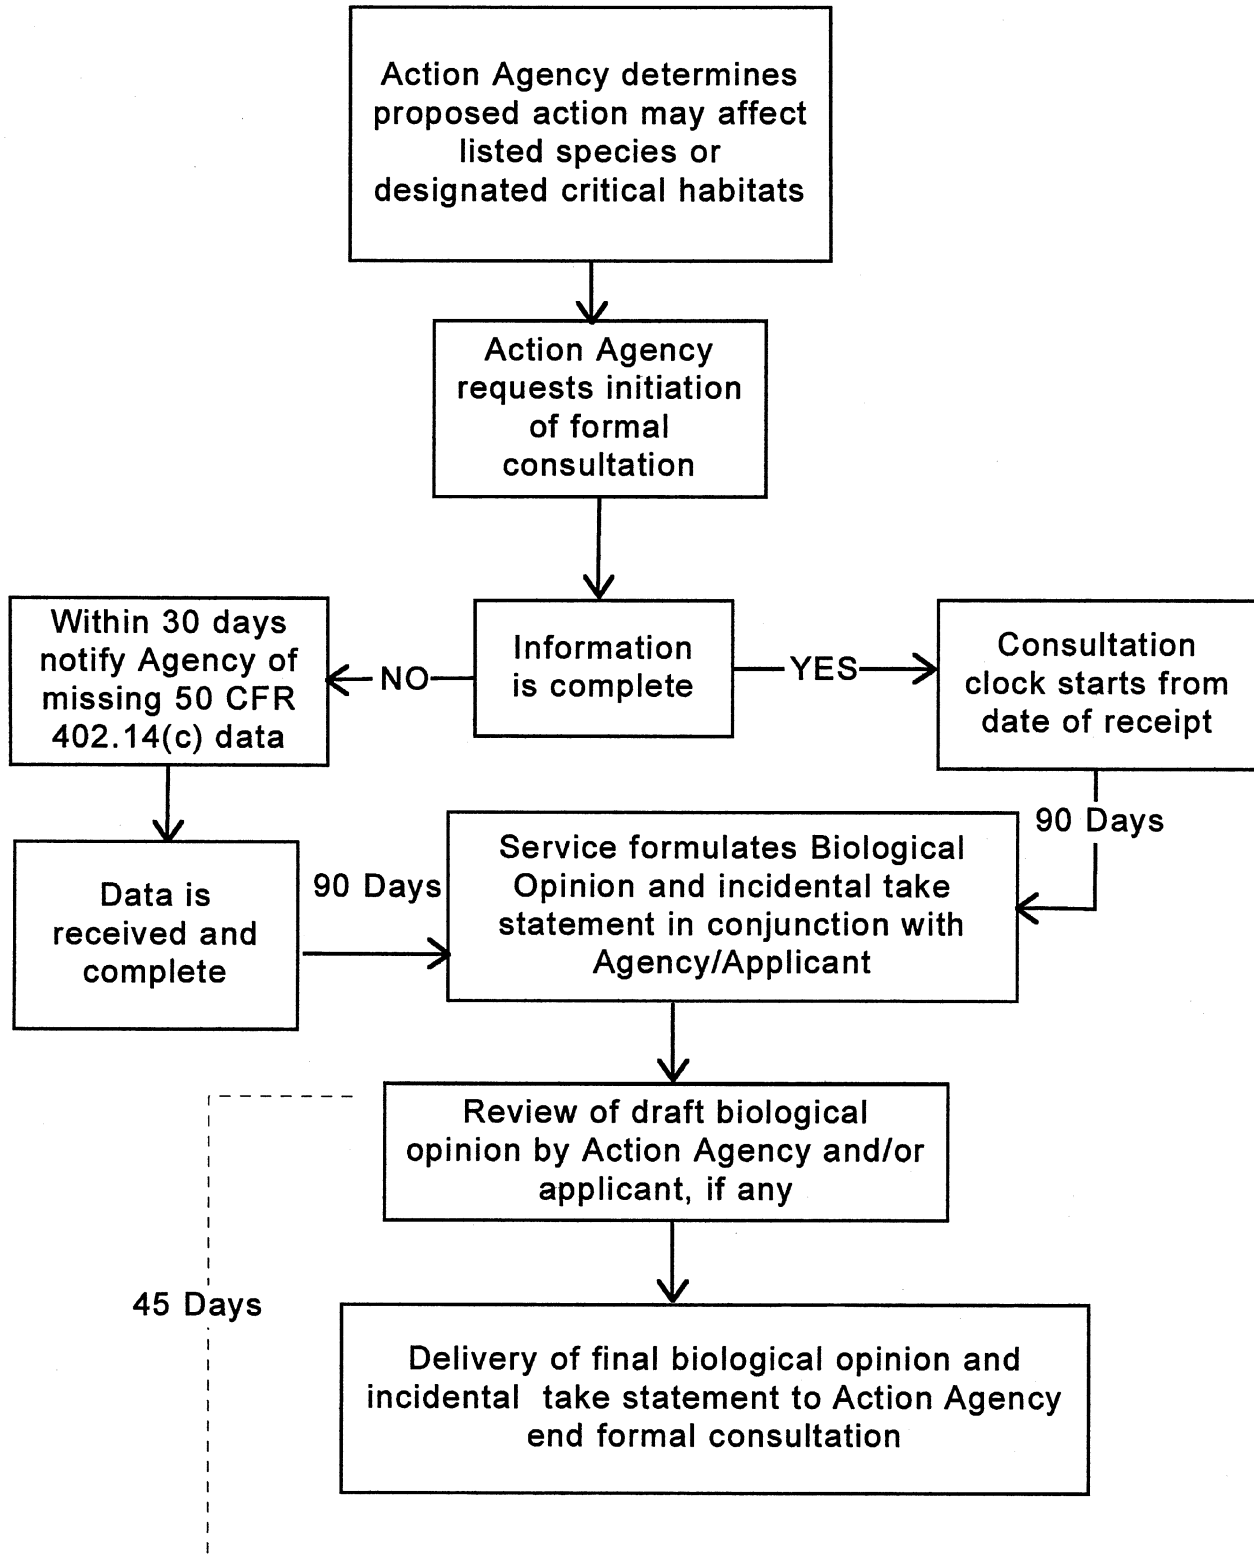 Action Agency determines
proposed action may affect
listed species or
designated critical habitats
Action Agency
requests initiation
of formal
consultation
Within 30 days
notify Agency of
missing 50 CFR
402.14(c) data
NO
Information
is complete
YES
Consultation
clock starts from
date of receipt
90 Days
Data is
received and
complete
90 Days
Service formulates Biological
Opinion and incidental take
statement in conjunction with
Agency/Applicant
Review of draft biological
opinion by Action Agency and/or
applicant, if any
45 Days
Delivery of final biological opinion and
incidental take statement to Action Agency
end formal consultation